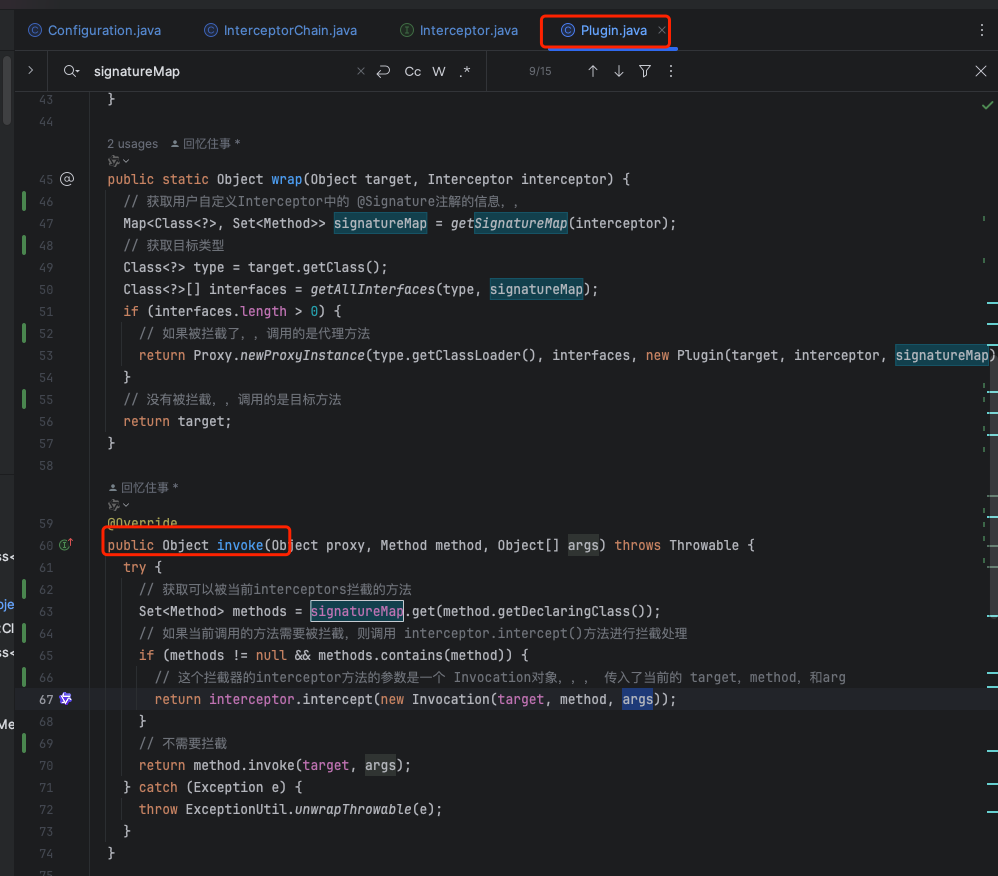 Configuration.java InterceptorChain.java Interceptor.java Plugin.java
signatureMap Cc W .* 9/15
43 }
44
2 usages 回忆住事 *
45 public static Object wrap(Object target, Interceptor interceptor) {
46 // 获取用户自定义Interceptor中的 @Signature注解的信息，，
47 Map<Class<?>, Set<Method>> signatureMap = getSignatureMap(interceptor);
48 // 获取目标类型
49 Class<?> type = target.getClass();
50 Class<?>[] interfaces = getAllInterfaces(type, signatureMap);
51 if (interfaces.length > 0) {
52 // 如果被拦截了，，调用的是代理方法
53 return Proxy.newProxyInstance(type.getClassLoader(), interfaces, new Plugin(target, interceptor, signatureMap)
54 }
55 // 没有被拦截，，调用的是目标方法
56 return target;
57 }
58
回忆住事 *
59 @Override
60 public Object invoke(Object proxy, Method method, Object[] args) throws Throwable {
61 try {
62 // 获取可以被当前interceptors拦截的方法
63 Set<Method> methods = signatureMap.get(method.getDeclaringClass());
64 // 如果当前调用的方法需要被拦截，则调用 interceptor.intercept()方法进行拦截处理
65 if (methods != null && methods.contains(method)) {
66 // 这个拦截器的interceptor方法的参数是一个 Invocation对象，，， 传入了当前的 target，method，和arg
67 return interceptor.intercept(new Invocation(target, method, args));
68 }
69 // 不需要拦截
70 return method.invoke(target, args);
71 } catch (Exception e) {
72 throw ExceptionUtil.unwrapThrowable(e);
73 }
74 }
75